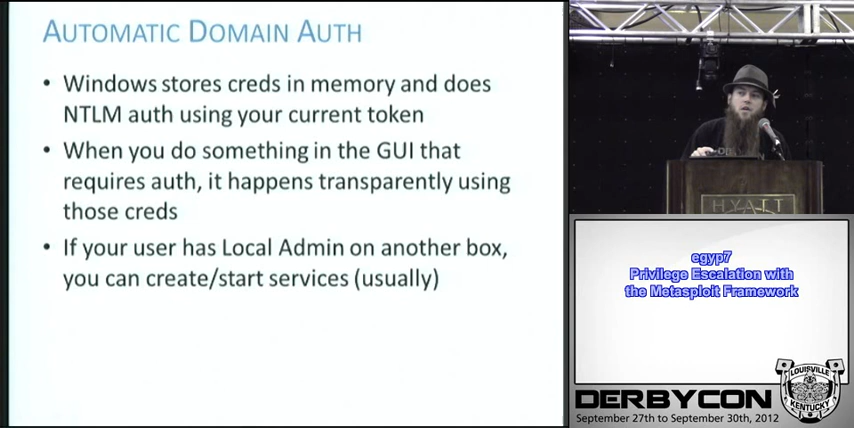 AUTOMATIC DOMAIN AUTH
• Windows stores creds in memory and does
NTLM auth using your current token
• When you do something in the GUI that
requires auth, it happens transparently using
those creds
• If your user has Local Admin on another box,
you can create/start services (usually)
HYATT
egyp7
Privilege Escalation with
the Metasploit Framework
DERBYCON
September 27th to September 30th, 2012
LOUISVILLE
KENTUCKY